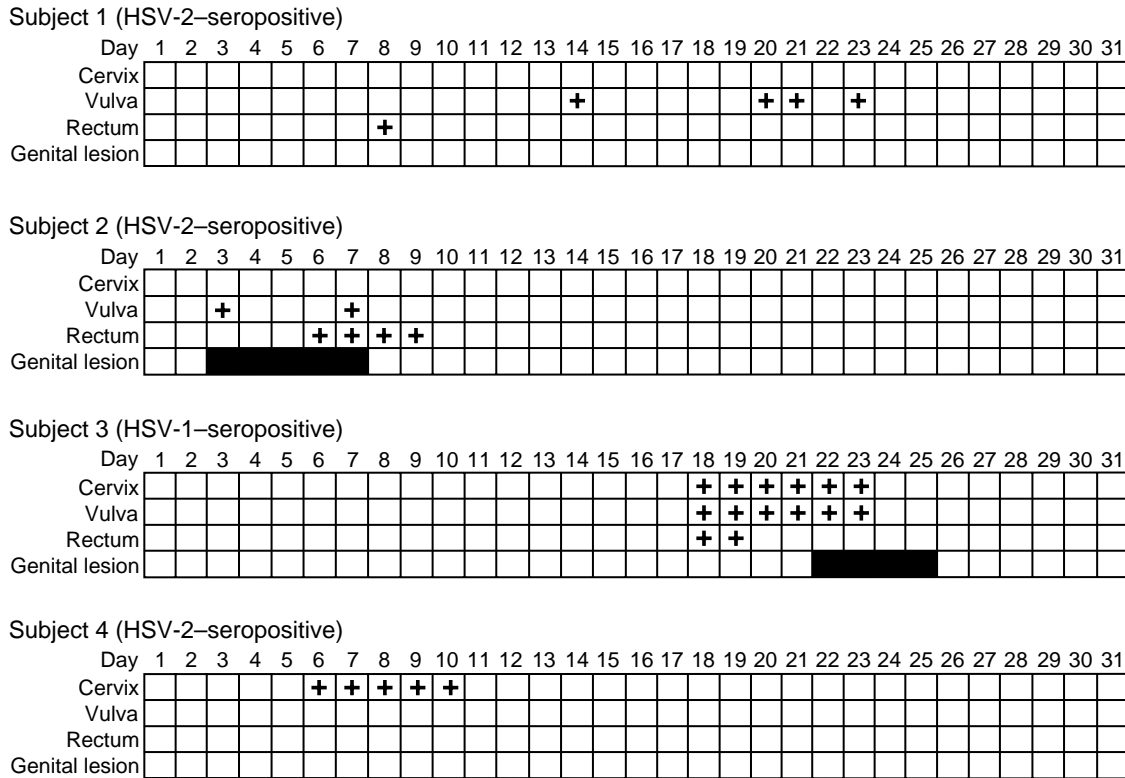 Subject 1 (HSV-2–seropositive)
Day 1 2 3 4 5 6 7 8 9 10 11 12 13 14 15 16 17 18 19 20 21 22 23 24 25 26 27 28 29 30 31
Cervix
Vulva + + + +
Rectum +
Genital lesion
Subject 2 (HSV-2–seropositive)
Day 1 2 3 4 5 6 7 8 9 10 11 12 13 14 15 16 17 18 19 20 21 22 23 24 25 26 27 28 29 30 31
Cervix
Vulva + +
Rectum + + + +
Genital lesion
Subject 3 (HSV-1–seropositive)
Day 1 2 3 4 5 6 7 8 9 10 11 12 13 14 15 16 17 18 19 20 21 22 23 24 25 26 27 28 29 30 31
Cervix + + + + + +
Vulva + + + + + +
Rectum + +
Genital lesion
Subject 4 (HSV-2–seropositive)
Day 1 2 3 4 5 6 7 8 9 10 11 12 13 14 15 16 17 18 19 20 21 22 23 24 25 26 27 28 29 30 31
Cervix + + + + +
Vulva
Rectum
Genital lesion